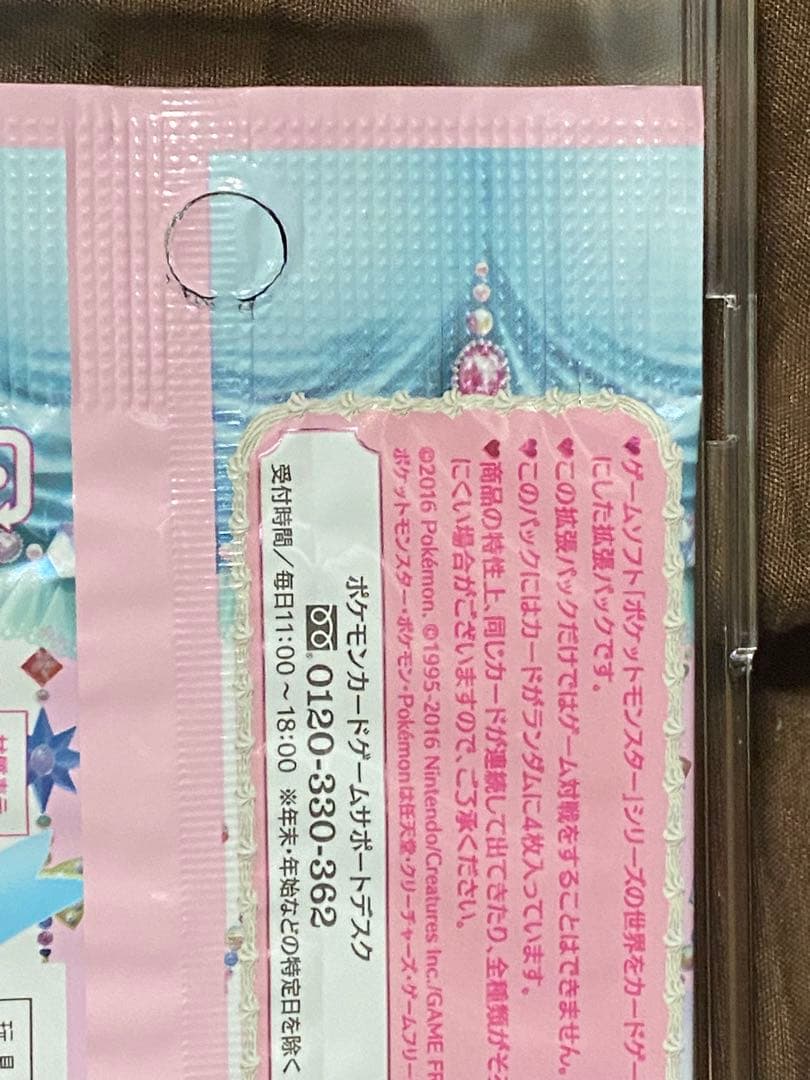 ♥ゲームソフト「ポケットモンスター」シリーズの世界をカードゲー
にした拡張パックです。
♥この拡張パックだけではゲーム対戦をすることはできません。
♥このパックにはカードがランダムに4枚入っています。
♥商品の特性上、同じカードが連続して出てきたり、全種類がそろ
にくい場合がございますので、ご了承ください。
©2016 Pokémon. ©1995-2016 Nintendo/Creatures Inc./GAME FR
ポケットモンスター・ポケモン・Pokémonは任天堂・クリーチャーズ・ゲームフリー
ポケモンカードゲームサポートデスク
0120-330-362
受付時間/毎日11:00～18:00 ※年末・年始などの特定日を除く
玩具